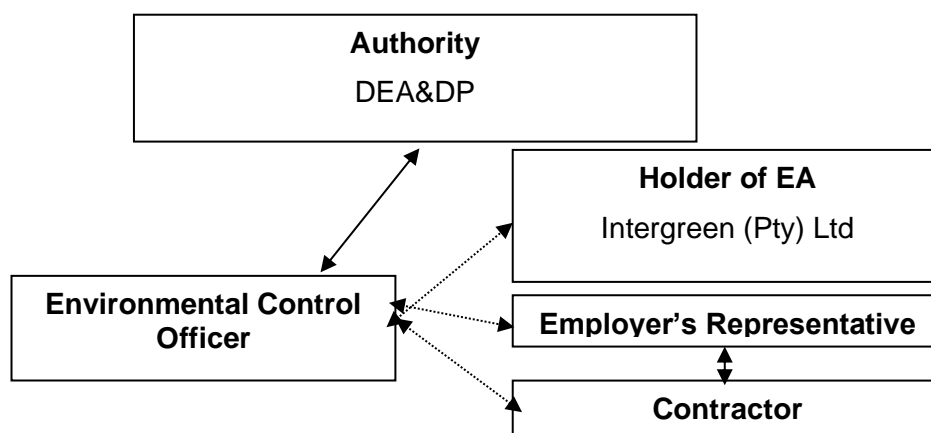 Authority
DEA&DP
Holder of EA
Intergreen (Pty) Ltd
Environmental Control
Officer
Employer's Representative
Contractor